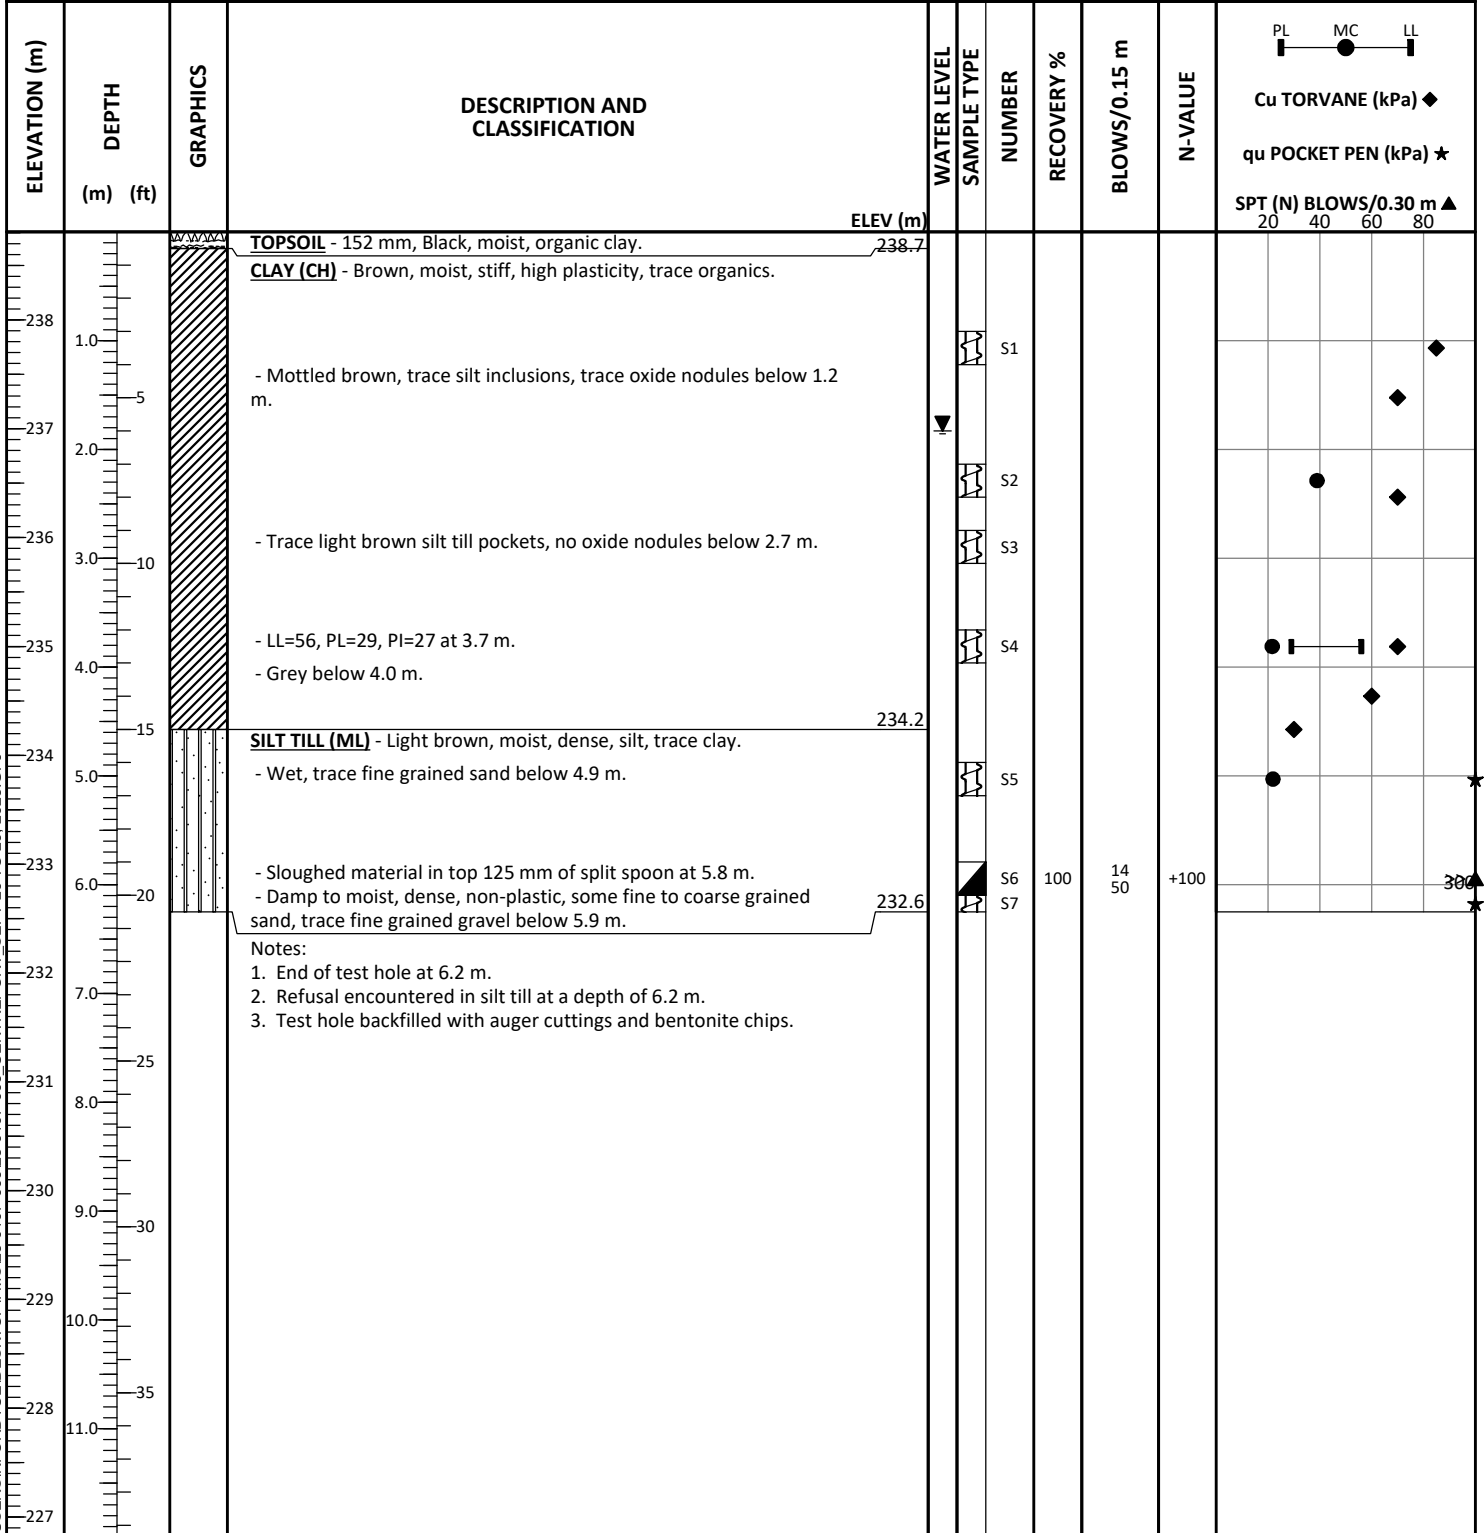 ELEVATION (m)
DEPTH
(m) (ft)
GRAPHICS
DESCRIPTION AND
CLASSIFICATION
ELEV (m)
WATER LEVEL
SAMPLE TYPE
NUMBER
RECOVERY %
BLOWS/0.15 m
N-VALUE
PL MC LL
Cu TORVANE (kPa)
qu POCKET PEN (kPa)
SPT (N) BLOWS/0.30 m
20 40 60 80
TOPSOIL - 152 mm, Black, moist, organic clay.
238.7
CLAY (CH) - Brown, moist, stiff, high plasticity, trace organics.
238
1.0
S1
- Mottled brown, trace silt inclusions, trace oxide nodules below 1.2
m.
5
237
2.0
S2
236
- Trace light brown silt till pockets, no oxide nodules below 2.7 m.
S3
3.0
10
235
- LL=56, PL=29, PI=27 at 3.7 m.
S4
4.0
- Grey below 4.0 m.
234.2
15
SILT TILL (ML) - Light brown, moist, dense, silt, trace clay.
234
5.0
- Wet, trace fine grained sand below 4.9 m.
S5
233
- Sloughed material in top 125 mm of split spoon at 5.8 m.
6.0
S6 100 14 +100
50
300
20
- Damp to moist, dense, non-plastic, some fine to coarse grained
232.6
S7
sand, trace fine grained gravel below 5.9 m.
Notes:
232
1. End of test hole at 6.2 m.
7.0
2. Refusal encountered in silt till at a depth of 6.2 m.
3. Test hole backfilled with auger cuttings and bentonite chips.
25
231
8.0
230
9.0
30
229
10.0
35
228
11.0
227